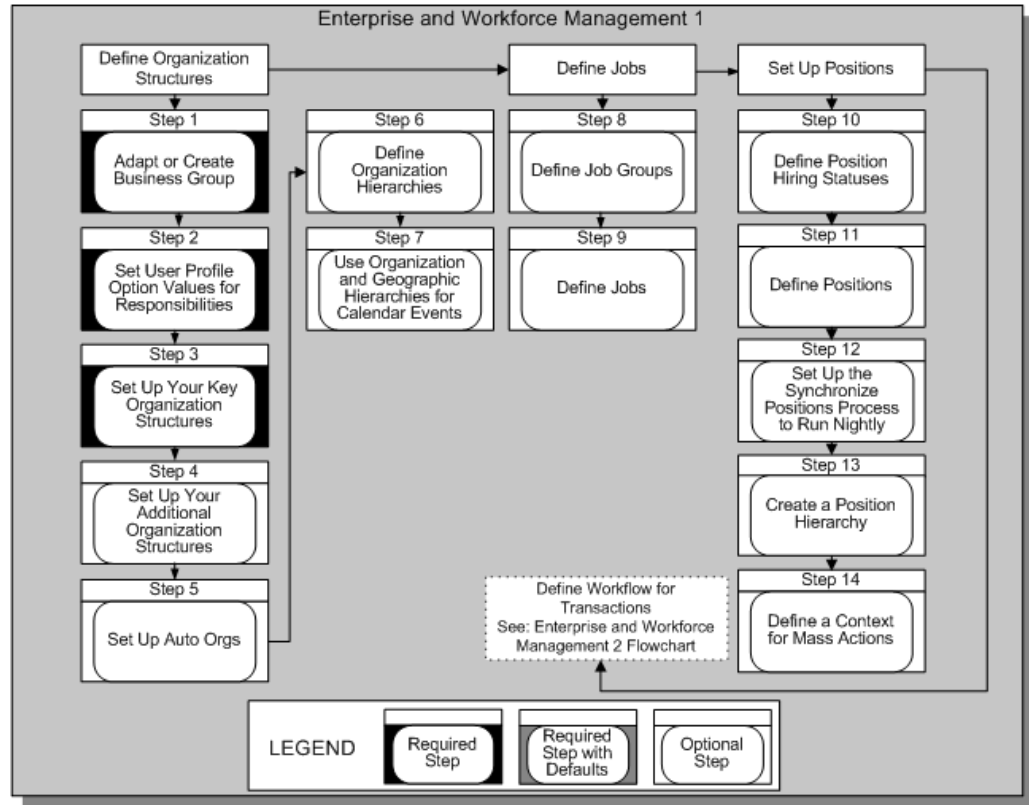 Enterprise and Workforce Management 1
Define Organization
Structures
Define Jobs
Set Up Positions
Step 1
Adapt or Create
Business Group
Step 2
Set User Profile
Option Values for
Responsibilities
Step 3
Set Up Your Key
Organization
Structures
Step 4
Set Up Your
Additional
Organization
Structures
Step 5
Set Up Auto Orgs
Step 6
Define
Organization
Hierarchies
Step 7
Use Organization
and Geographic
Hierarchies for
Calendar Events
Step 8
Define Job Groups
Step 9
Define Jobs
Step 10
Define Position
Hiring Statuses
Step 11
Define Positions
Step 12
Set Up the
Synchronize
Positions Process
to Run Nightly
Step 13
Create a Position
Hierarchy
Step 14
Define a Context
for Mass Actions
Define Workflow for
Transactions
See: Enterprise and Workforce
Management 2 Flowchart
LEGEND
Required
Step
Required
Step with
Defaults
Optional
Step